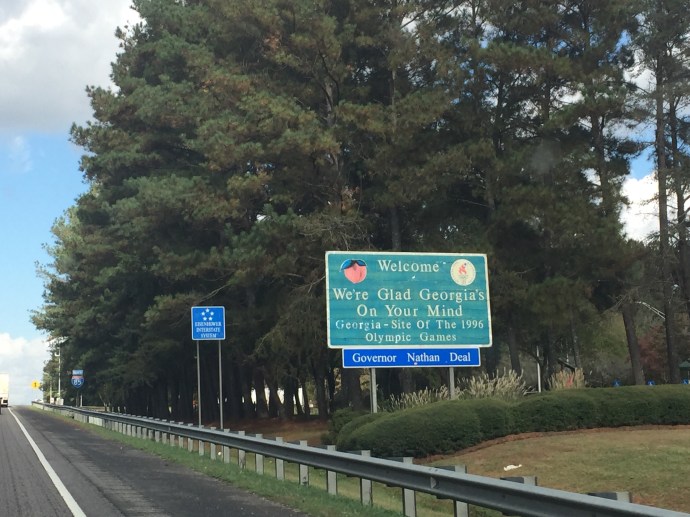 Welcome
We're Glad Georgia's
On Your Mind
Georgia-Site Of The 1996
Olympic Games
Governor Nathan Deal
EISENHOWER
INTERSTATE
SYSTEM
85